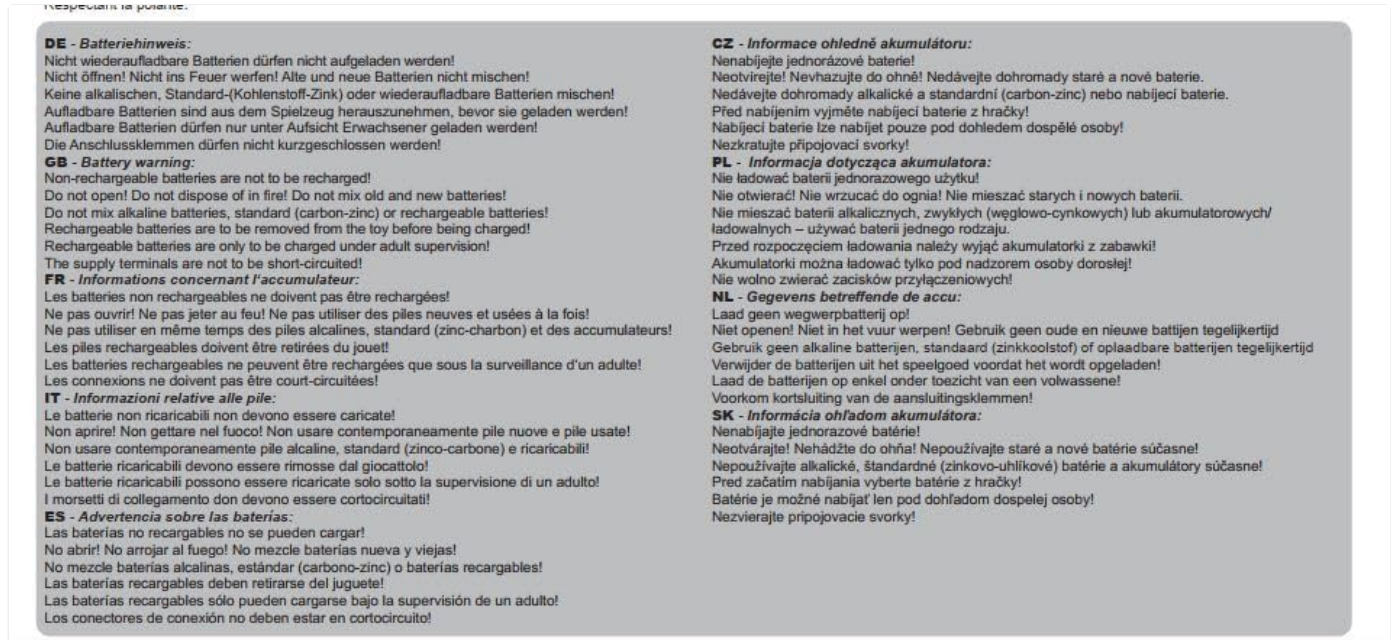 Respectant la polarité.
DE - Batteriehinweis:
Nicht wiederaufladbare Batterien dürfen nicht aufgeladen werden!
Nicht öffnen! Nicht ins Feuer werfen! Alte und neue Batterien nicht mischen!
Keine alkalischen, Standard-(Kohlenstoff-Zink) oder wiederaufladbare Batterien mischen!
Aufladbare Batterien sind aus dem Spielzeug herauszunehmen, bevor sie geladen werden!
Aufladbare Batterien dürfen nur unter Aufsicht Erwachsener geladen werden!
Die Anschlussklemmen dürfen nicht kurzgeschlossen werden!
GB - Battery warning:
Non-rechargeable batteries are not to be recharged!
Do not open! Do not dispose of in fire! Do not mix old and new batteries!
Do not mix alkaline batteries, standard (carbon-zinc) or rechargeable batteries!
Rechargeable batteries are to be removed from the toy before being charged!
Rechargeable batteries are only to be charged under adult supervision!
The supply terminals are not to be short-circuited!
FR - Informations concernant l'accumulateur:
Les batteries non rechargeables ne doivent pas être rechargées!
Ne pas ouvrir! Ne pas jeter au feu! Ne pas utiliser des piles neuves et usées à la fois!
Ne pas utiliser en même temps des piles alcalines, standard (zinc-charbon) et des accumulateurs!
Les piles rechargeables doivent être retirées du jouet!
Les batteries rechargeables ne peuvent être rechargées que sous la surveillance d'un adulte!
Les connexions ne doivent pas être court-circuitées!
IT - Informazioni relative alle pile:
Le batterie non ricaricabili non devono essere caricate!
Non aprire! Non gettare nel fuoco! Non usare contemporaneamente pile nuove e pile usate!
Non usare contemporaneamente pile alcaline, standard (zinco-carbone) e ricaricabili!
Le batterie ricaricabili devono essere rimosse dal giocattolo!
Le batterie ricaricabili possono essere ricaricate solo sotto la supervisione di un adulto!
I morsetti di collegamento don devono essere cortocircuitati!
ES - Advertencia sobre las baterías:
Las baterías no recargables no se pueden cargar!
No abrir! No arrojar al fuego! No mezcle baterías nueva y viejas!
No mezcle baterías alcalinas, estándar (carbono-zinc) o baterías recargables!
Las baterías recargables deben retirarse del juguete!
Las baterías recargables sólo pueden cargarse bajo la supervisión de un adulto!
Los conectores de conexión no deben estar en cortocircuito!
CZ - Informace ohledně akumulátoru:
Nenabíjejte jednorázové baterie!
Neotvírejte! Nevhazujte do ohně! Nedávejte dohromady staré a nové baterie.
Nedávejte dohromady alkalické a standardní (carbon-zinc) nebo nabíjecí baterie.
Před nabíjením vyjměte nabíjecí baterie z hračky!
Nabíjecí baterie lze nabíjet pouze pod dohledem dospělé osoby!
Nezkratujte připojovací svorky!
PL - Informacja dotycząca akumulatora:
Nie ładować baterii jednorazowego użytku!
Nie otwierać! Nie wrzucać do ognia! Nie mieszać starych i nowych baterii.
Nie mieszać baterii alkalicznych, zwykłych (węglowo-cynkowych) lub akumulatorowych/
ładowalnych – używać baterii jednego rodzaju.
Przed rozpoczęciem ładowania należy wyjąć akumulatorki z zabawki!
Akumulatorki można ładować tylko pod nadzorem osoby dorosłej!
Nie wolno zwierać zacisków przyłączeniowych!
NL - Gegevens betreffende de accu:
Laad geen wegwerpbatterij op!
Niet openen! Niet in het vuur werpen! Gebruik geen oude en nieuwe battijen tegelijkertijd
Gebruik geen alkaline batterijen, standaard (zinkkoolstof) of oplaadbare batterijen tegelijkertijd
Verwijder de batterijen uit het speelgoed voordat het wordt opgeladen!
Laad de batterijen op enkel onder toezicht van een volwassene!
Voorkom kortsluiting van de aansluitingsklemmen!
SK - Informácia ohľadom akumulátora:
Nenabíjajte jednorazové batérie!
Neotvárajte! Nehádžte do ohňa! Nepoužívajte staré a nové batérie súčasne!
Nepoužívajte alkalické, štandardné (zinkovo-uhlíkové) batérie a akumulátory súčasne!
Pred začatím nabíjania vyberte batérie z hračky!
Batérie je možné nabíjať len pod dohľadom dospelej osoby!
Nezvierajte pripojovacie svorky!